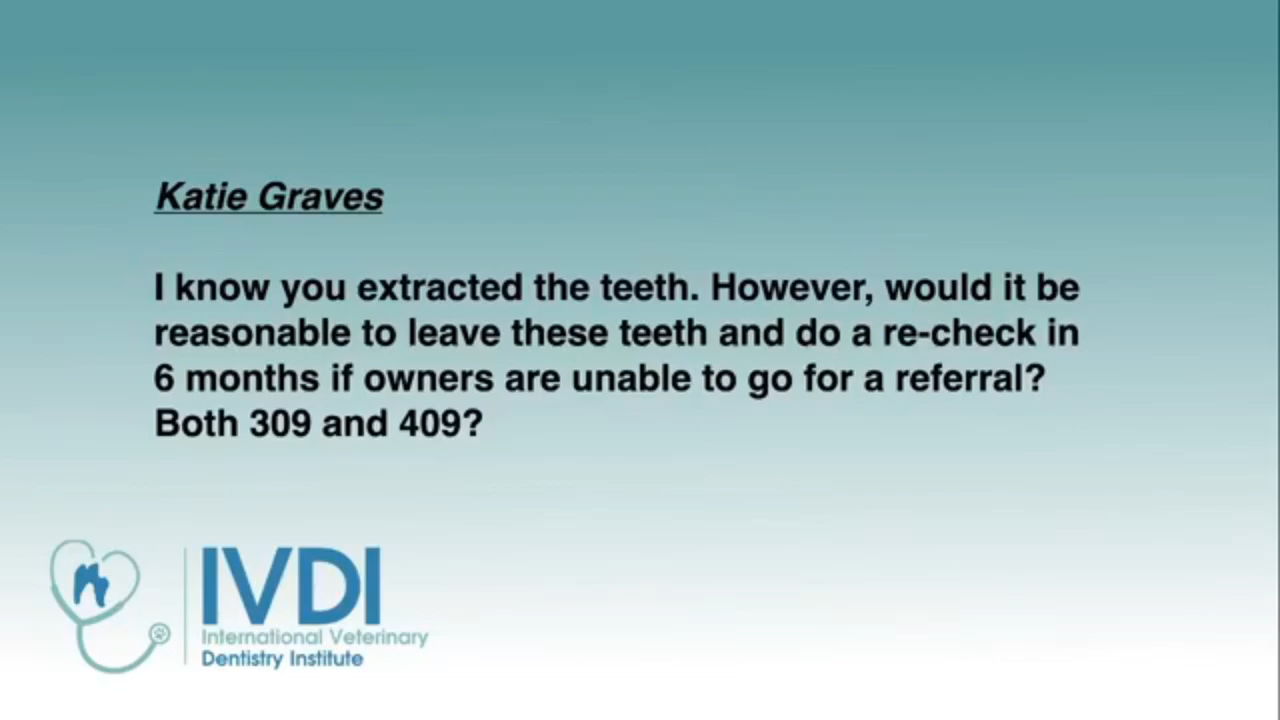 Katie Graves
I know you extracted the teeth. However, would it be
reasonable to leave these teeth and do a re-check in
6 months if owners are unable to go for a referral?
Both 309 and 409?
IVDI
International Veterinary
Dentistry Institute